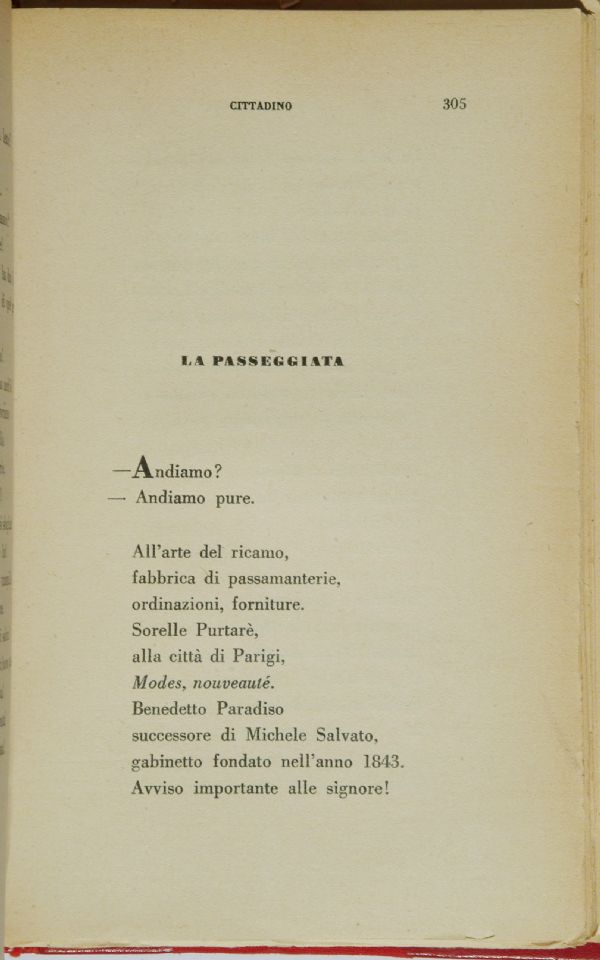 CITTADINO 305
LA PASSEGGIATA
—Andiamo?
— Andiamo pure.
All'arte del ricamo,
fabbrica di passamanterie,
ordinazioni, forniture.
Sorelle Purtarè,
alla città di Parigi,
Modes, nouveauté.
Benedetto Paradiso
successore di Michele Salvato,
gabinetto fondato nell'anno 1843.
Avviso importante alle signore!